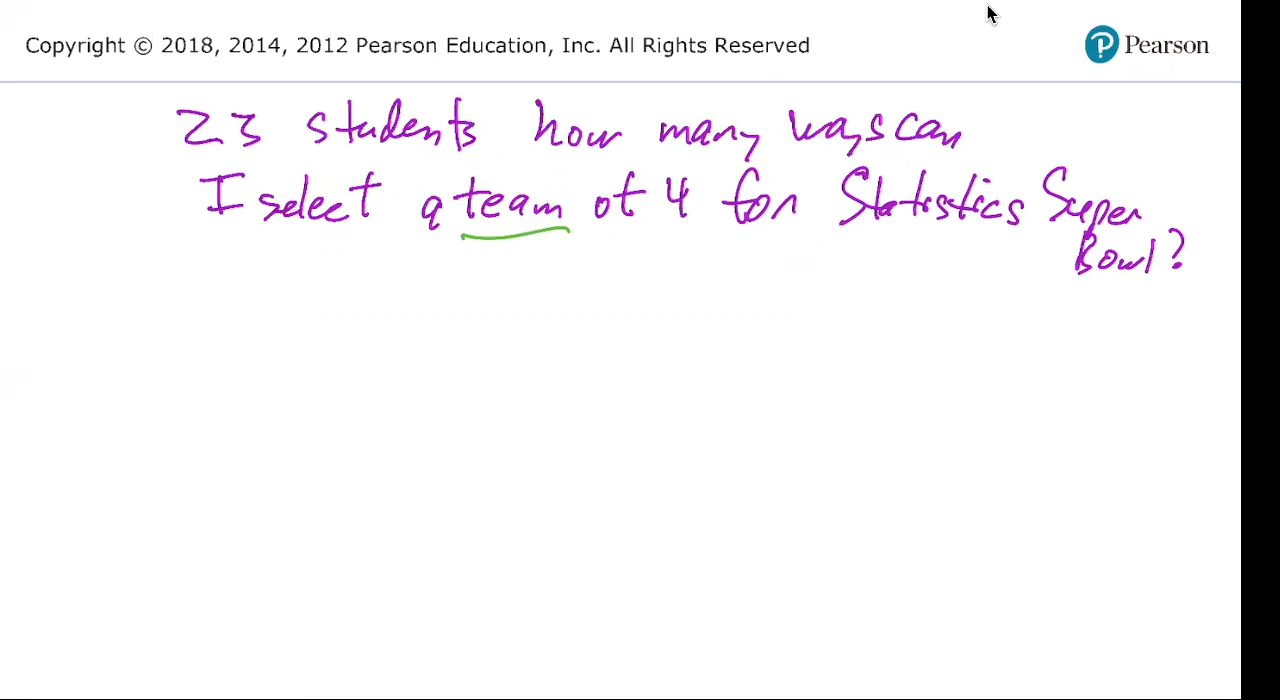 Copyright © 2018, 2014, 2012 Pearson Education, Inc. All Rights Reserved
Pearson
23 students how many ways can
I select a team of 4 for Statistics Super
Bowl?